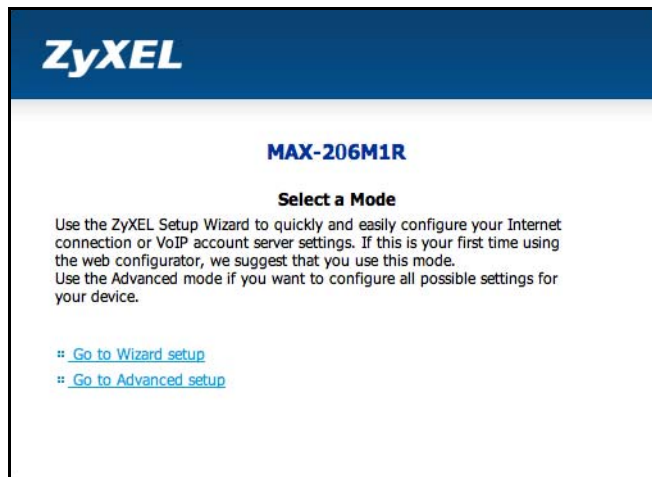 ZyXEL
MAX-206M1R
Select a Mode
Use the ZyXEL Setup Wizard to quickly and easily configure your Internet
connection or VoIP account server settings. If this is your first time using
the web configurator, we suggest that you use this mode.
Use the Advanced mode if you want to configure all possible settings for
your device.
Go to Wizard setup
Go to Advanced setup